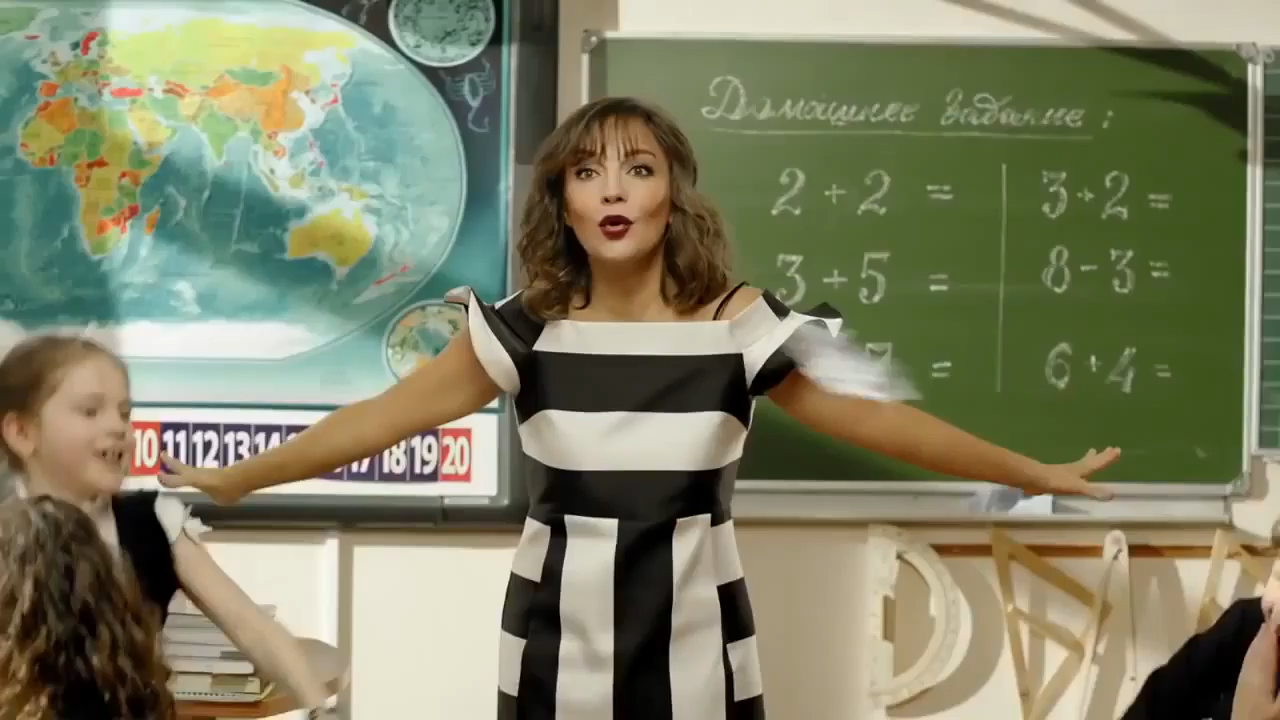 Домашнее задание :
2 + 2 =
3 + 2 =
3 + 5 =
8 - 3 =
=
6 + 4 =
10 11 12 13 14 17 18 19 20